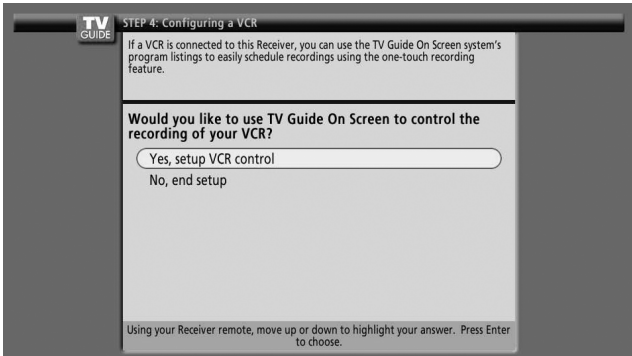 TV
GUIDE
STEP 4: Configuring a VCR
If a VCR is connected to this Receiver, you can use the TV Guide On Screen system's
program listings to easily schedule recordings using the one-touch recording
feature.
Would you like to use TV Guide On Screen to control the
recording of your VCR?
Yes, setup VCR control
No, end setup
Using your Receiver remote, move up or down to highlight your answer. Press Enter
to choose.